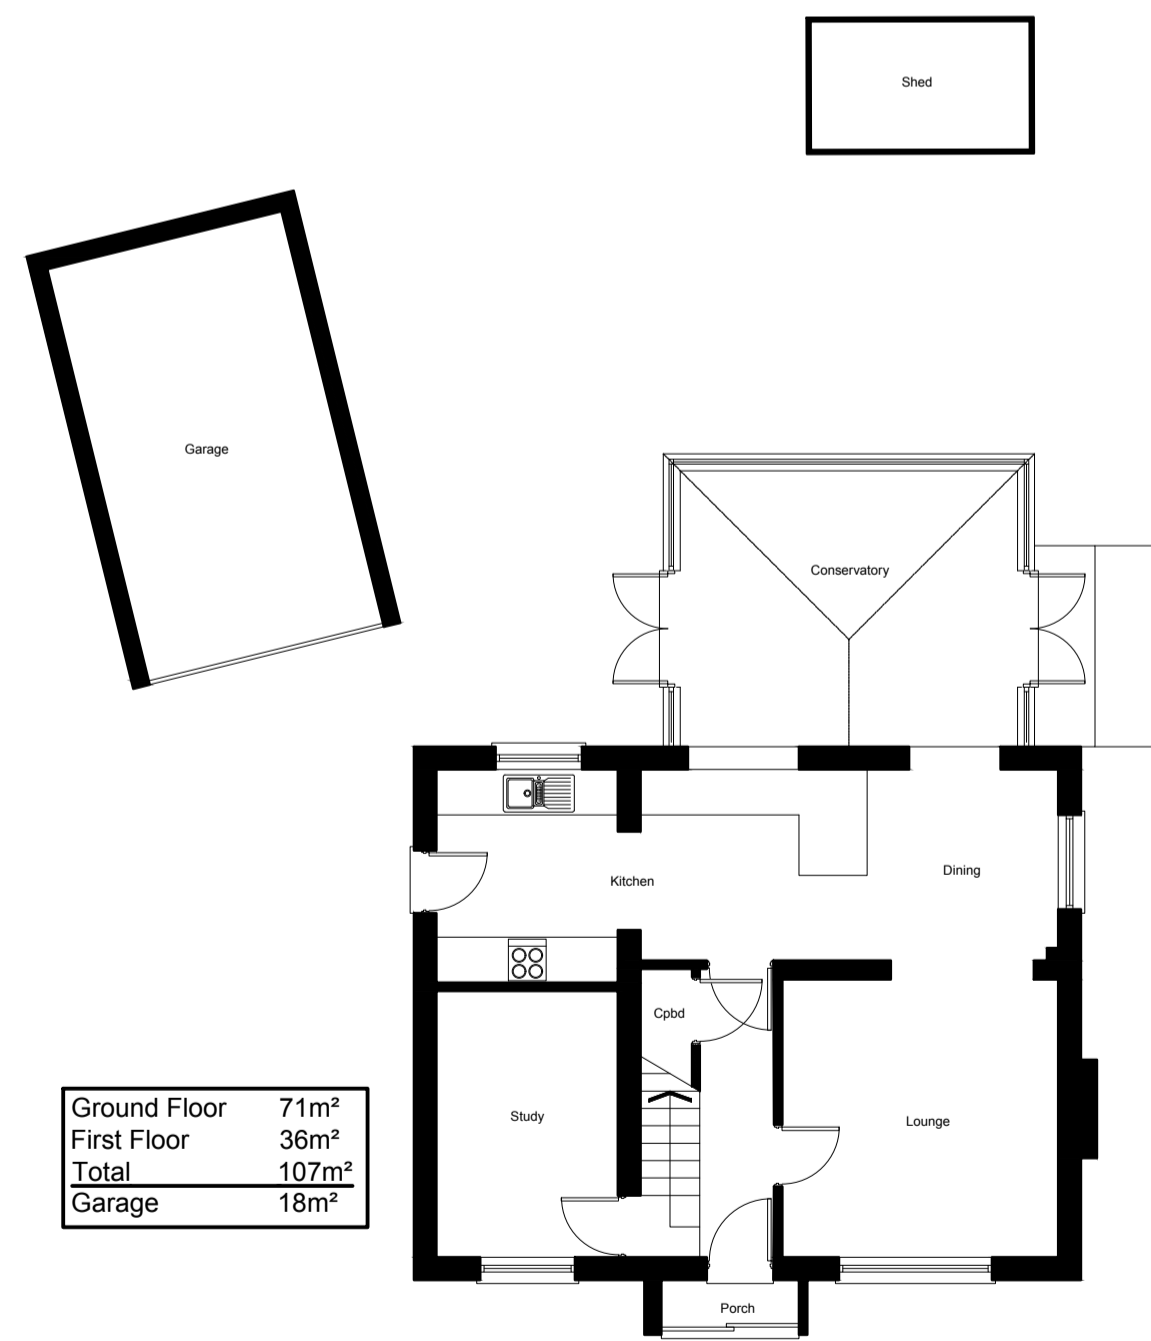 Shed
Garage
Conservatory
Kitchen
Dining
Cpbd
Study
Lounge
Ground Floor 71m²
First Floor 36m²
Total 107m²
Garage 18m²
Porch